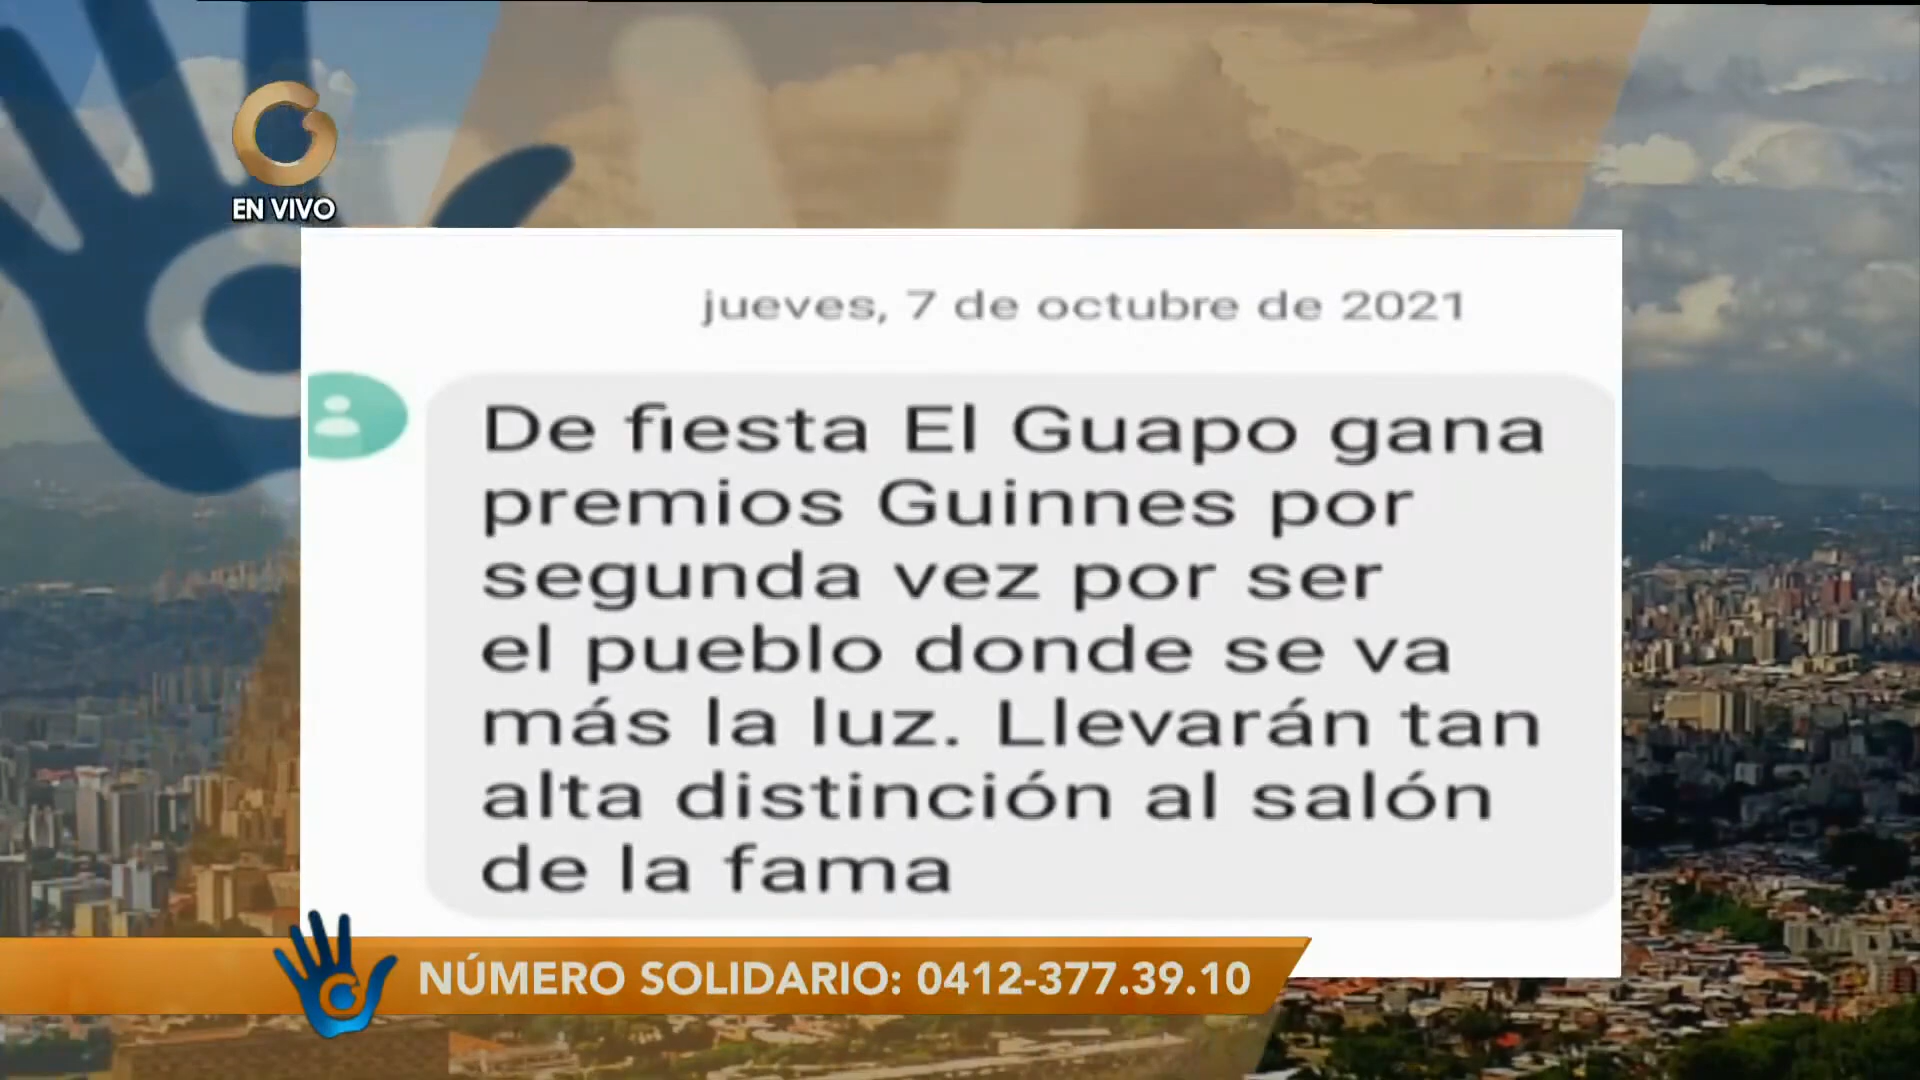 EN VIVO
jueves, 7 de octubre de 2021
De fiesta El Guapo gana
premios Guinnes por
segunda vez por ser
el pueblo donde se va
más la luz. Llevarán tan
alta distinción al salón
de la fama
NÚMERO SOLIDARIO: 0412-377.39.10